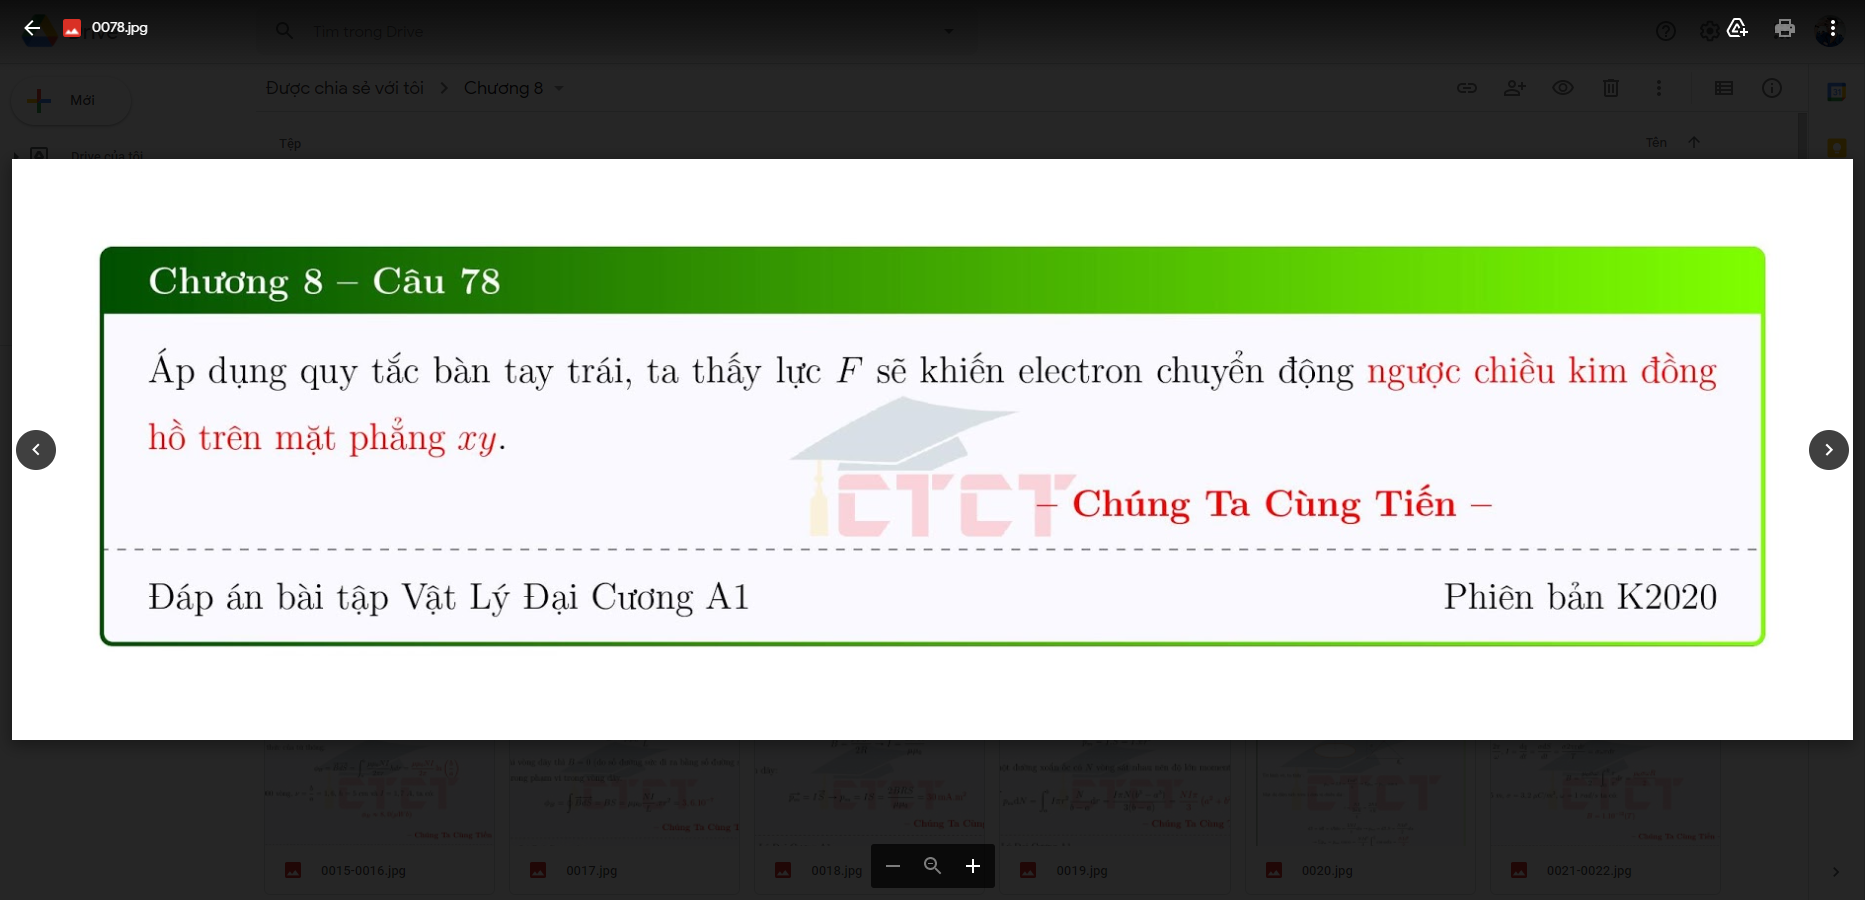 0078.jpg
Tìm trong Drive
Mới
Được chia sẻ với tôi
Chương 8
Drive của tôi
Tệp
Tên
Chương 8 – Câu 78
Áp dụng quy tắc bàn tay trái, ta thấy lực F sẽ khiến electron chuyển động ngược chiều kim đồng
hồ trên mặt phẳng xy.
CTCT
– Chúng Ta Cùng Tiến –
Đáp án bài tập Vật Lý Đại Cương A1
Phiên bản K2020
0015-0016.jpg
0017.jpg
0018.jpg
0019.jpg
0020.jpg
0021-0022.jpg